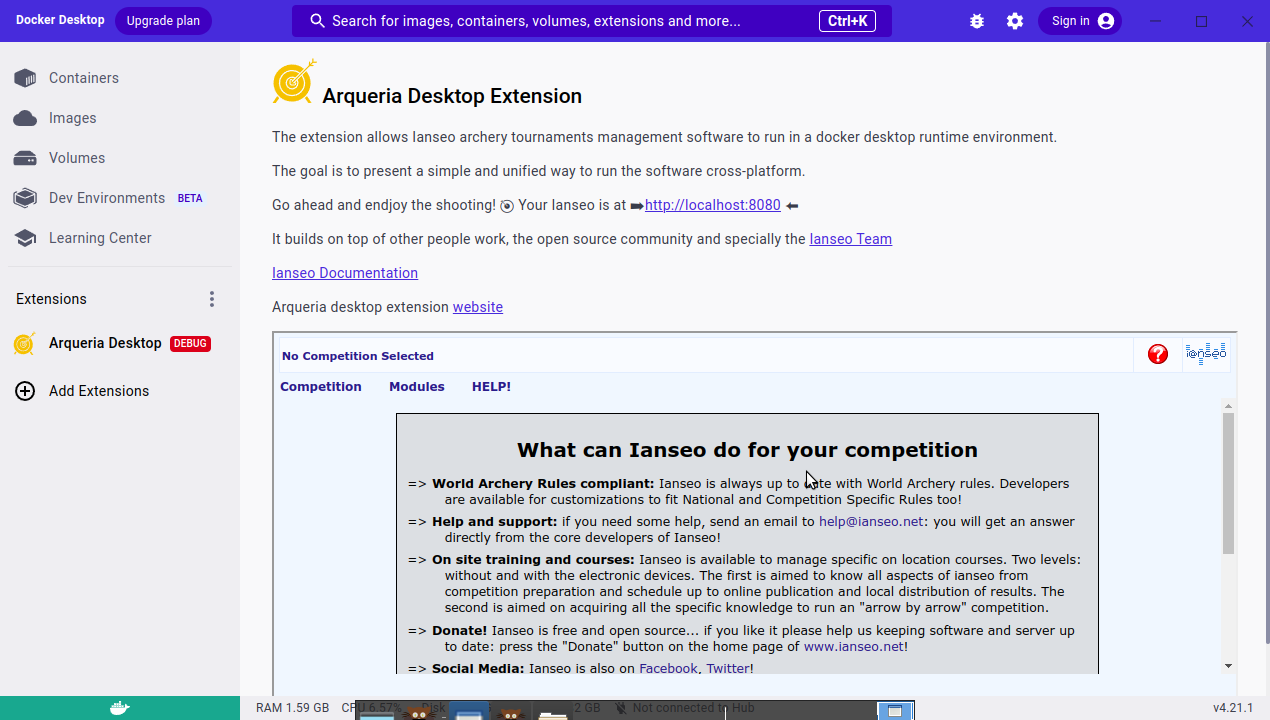 Docker Desktop
Upgrade plan
Search for images, containers, volumes, extensions and more...
Ctrl+K
Sign in
Containers
Images
Volumes
Dev Environments BETA
Learning Center
Extensions
Arqueria Desktop DEBUG
Add Extensions
Arqueria Desktop Extension
The extension allows Ianseo archery tournaments management software to run in a docker desktop runtime environment.
The goal is to present a simple and unified way to run the software cross-platform.
Go ahead and endjoy the shooting! Your Ianseo is at ➡http://localhost:8080 ⬅
It builds on top of other people work, the open source community and specially the Ianseo Team
Ianseo Documentation
Arqueria desktop extension website
No Competition Selected
ianseo
Competition Modules HELP!
What can Ianseo do for your competition
=> World Archery Rules compliant: Ianseo is always up to with World Archery rules. Developers
are available for customizations to fit National and Competition Specific Rules too!
=> Help and support: if you need some help, send an email to help@ianseo.net: you will get an answer
directly from the core developers of Ianseo!
=> On site training and courses: Ianseo is available to manage specific on location courses. Two levels:
without and with the electronic devices. The first is aimed to know all aspects of ianseo from
competition preparation and schedule up to online publication and local distribution of results. The
second is aimed on acquiring all the specific knowledge to run an "arrow by arrow" competition.
=> Donate! Ianseo is free and open source... if you like it please help us keeping software and server up
to date: press the "Donate" button on the home page of www.ianseo.net!
=> Social Media: Ianseo is also on Facebook, Twitter!
RAM 1.59 GB CPU 6.57% Disk 2 GB Not connected to Hub
v4.21.1